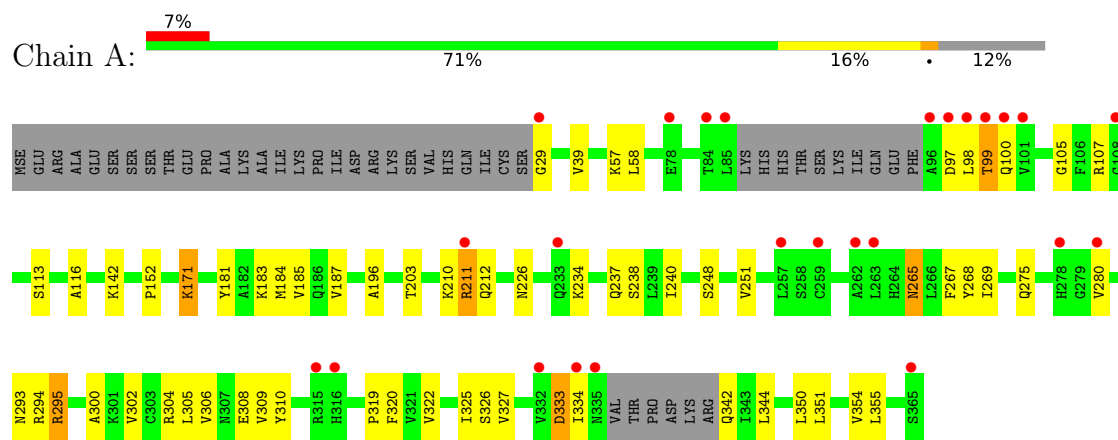 7%
Chain A:
71% 16% • 12%
MSE GLU ARG ALA GLU SER SER SER THR GLU PRO ALA LYS ALA ILE LYS PRO ILE ASP ARG LYS SER VAL HIS GLN ILE CYS SER G29 V39 K57 L58 E78 T84 L85 LYS HIS HIS THR SER LYS ILE GLN GLU PHE A96 D97 L98 T99 Q100 V101 G105 F106 R107
S113 A116 K142 P152 K171 Y181 A182 K183 M184 V185 Q186 V187 A196 T203 K210 R211 Q212 N226 Q233 K234 Q237 S238 L239 I240 S248 V251 L257 S258 C259 A262 L263 H264 N265 L266 F267 Y268 I269 Q275 H278 G279 V280
N293 R294 R295 A300 K301 V302 C303 R304 L305 V306 N307 E308 V309 Y310 R315 H316 P319 F320 V321 V322 I325 S326 V327 V332 D333 I334 N335 VAL THR PRO ASP LYS ARG Q342 I343 L344 L350 L351 V354 L355 S365